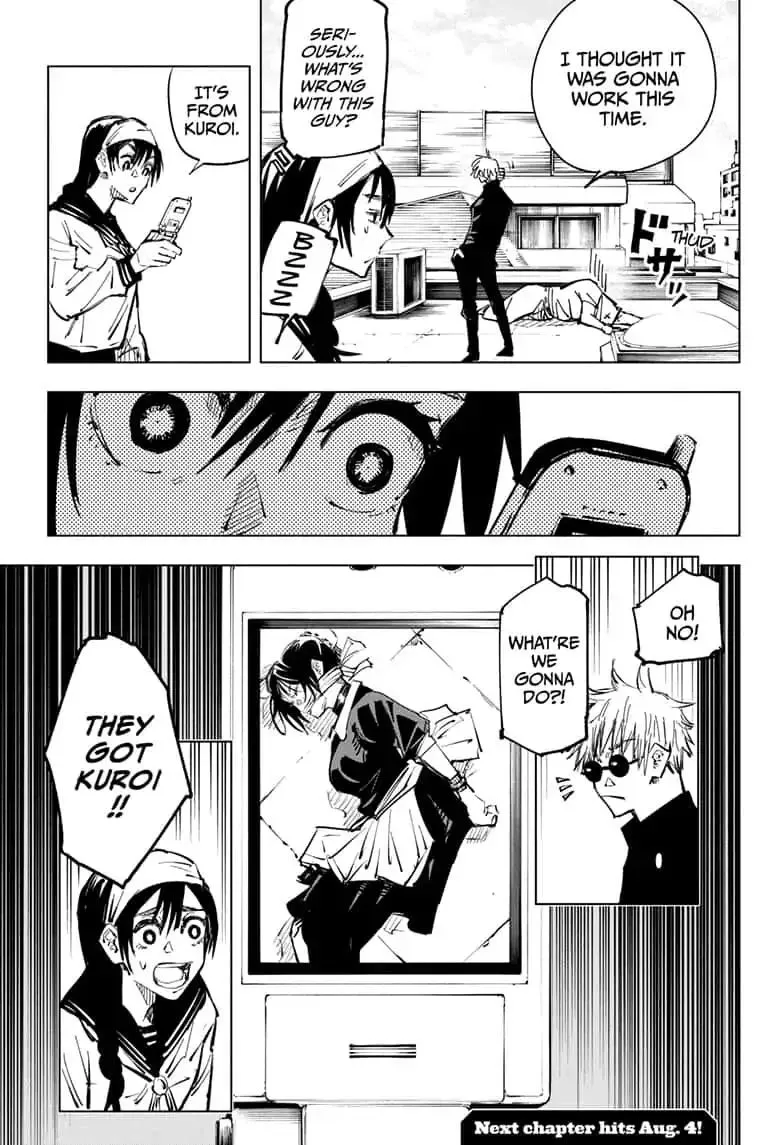 I THOUGHT IT
WAS GONNA
WORK THIS
TIME.
ドサッ
THUD
SERI-
OUSLY...
WHAT'S
WRONG
WITH THIS
GUY?
BZZZ
IT'S
FROM
KUROI.
OH
NO!
WHAT'RE
WE
GONNA
DO?!
THEY
GOT
KUROI
!!
Next chapter hits Aug. 4!